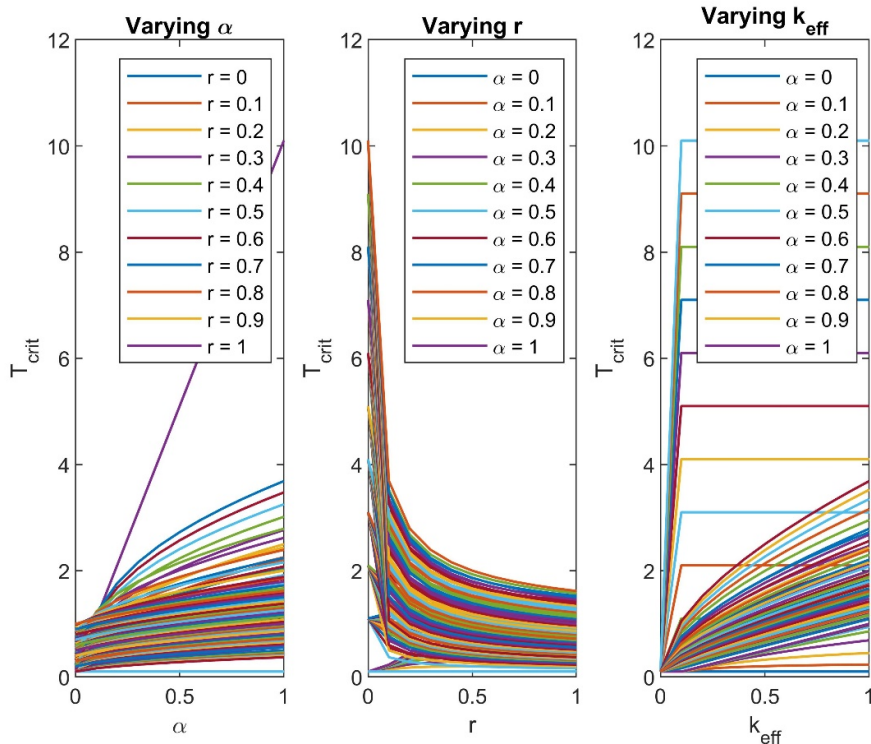 Varying α
12
10
8
6
4
2
0
T_crit
0
0.5
1
α
r = 0
r = 0.1
r = 0.2
r = 0.3
r = 0.4
r = 0.5
r = 0.6
r = 0.7
r = 0.8
r = 0.9
r = 1
Varying r
12
10
8
6
4
2
0
T_crit
0
0.5
1
r
α = 0
α = 0.1
α = 0.2
α = 0.3
α = 0.4
α = 0.5
α = 0.6
α = 0.7
α = 0.8
α = 0.9
α = 1
Varying k_eff
12
10
8
6
4
2
0
T_crit
0
0.5
1
k_eff
α = 0
α = 0.1
α = 0.2
α = 0.3
α = 0.4
α = 0.5
α = 0.6
α = 0.7
α = 0.8
α = 0.9
α = 1